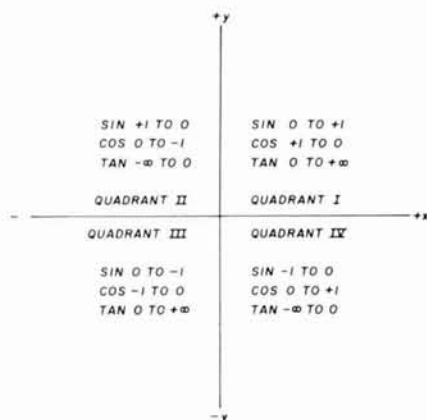 +y
SIN +1 TO 0
COS 0 TO -1
TAN -∞ TO 0
QUADRANT II
SIN 0 TO +1
COS +1 TO 0
TAN 0 TO +∞
QUADRANT I
-
+x
QUADRANT III
SIN 0 TO -1
COS -1 TO 0
TAN 0 TO +∞
QUADRANT IV
SIN -1 TO 0
COS 0 TO +1
TAN -∞ TO 0
-y